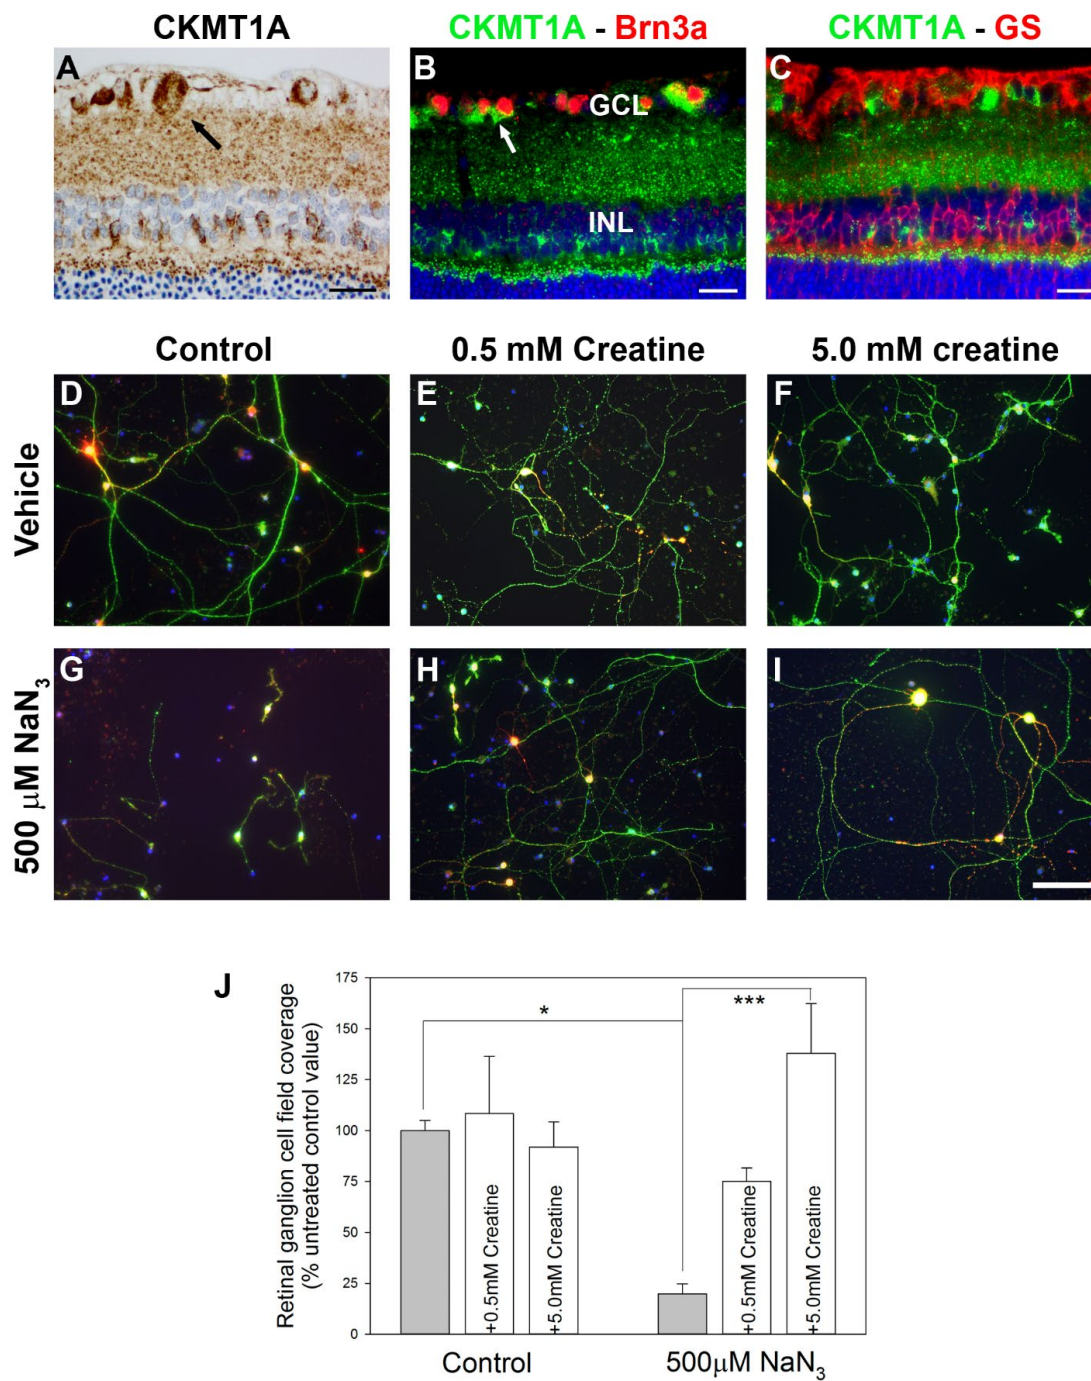 CKMT1A
CKMT1A - Brn3a
CKMT1A - GS
A
B
C
GCL
INL
Control
0.5 mM Creatine
5.0 mM creatine
Vehicle
D
E
F
500 μM NaN₃
G
H
I
J
Retinal ganglion cell field coverage
(% untreated control value)
175
150
125
100
75
50
25
0
*
***
+0.5mM Creatine
+5.0mM Creatine
+0.5mM Creatine
+5.0mM Creatine
Control
500μM NaN₃